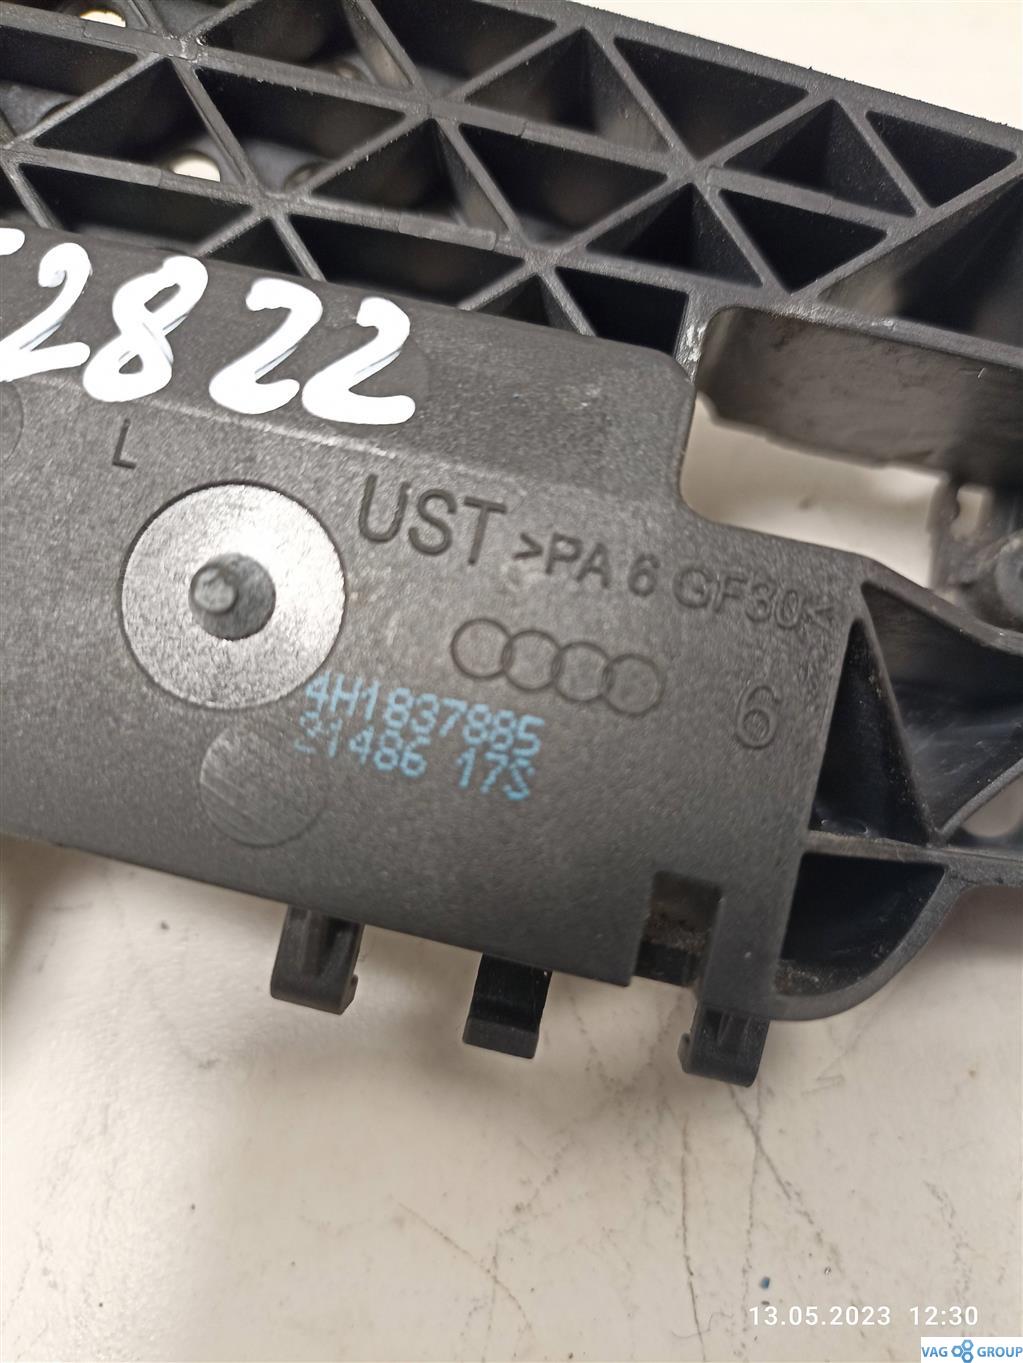 2822
L
UST >PA 6 GF30<
6
4H1837885
21486 17S
13.05.2023 12:30
VAG GROUP